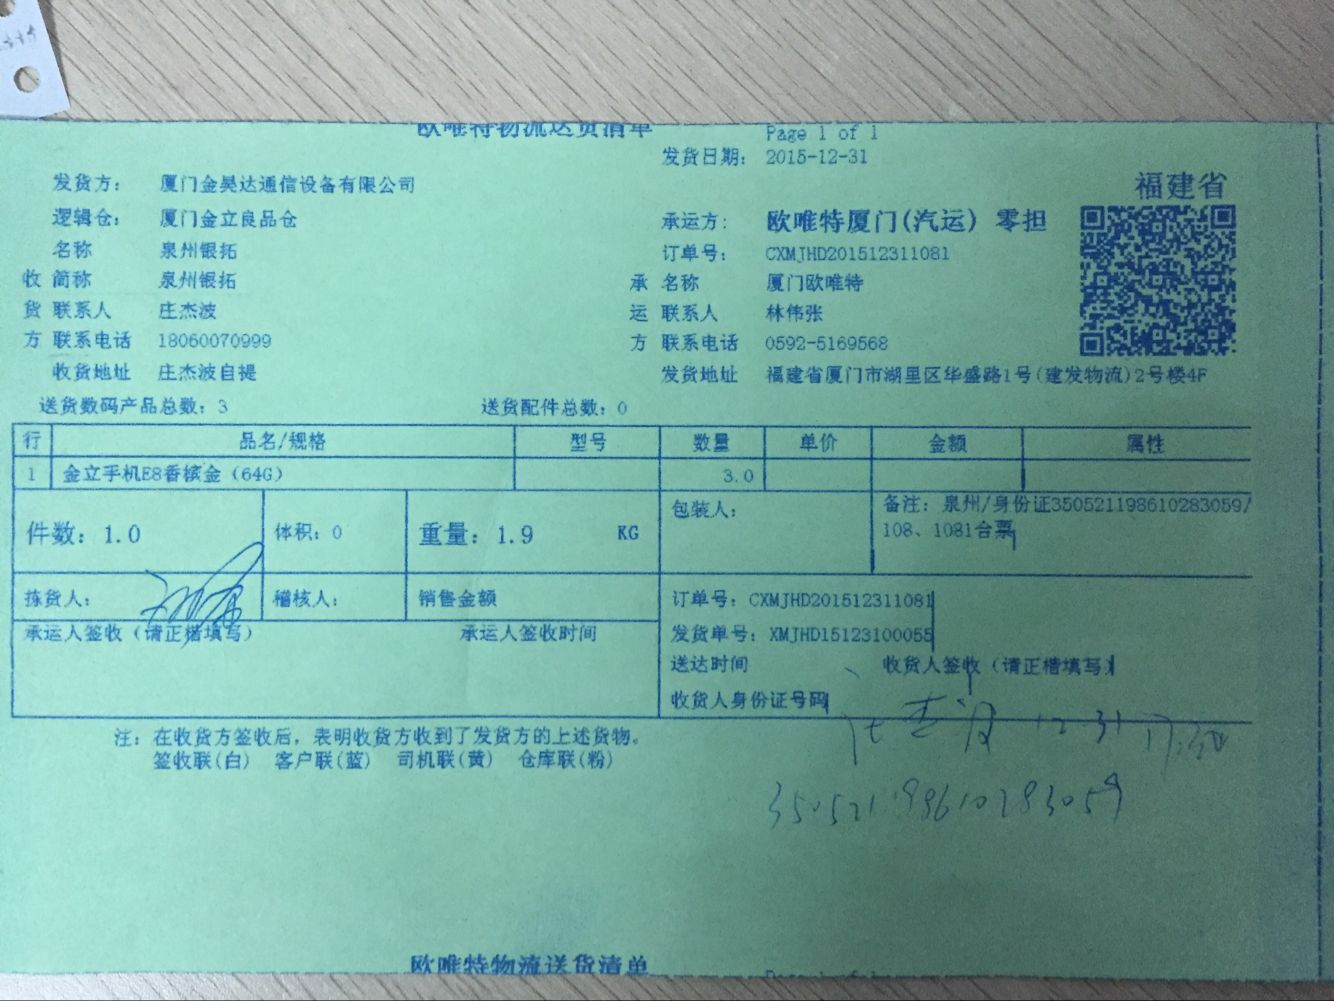 欧唯特物流送货清单
Page 1 of 1
发货日期： 2015-12-31
福建省
发货方： 厦门金昊达通信设备有限公司
逻辑仓： 厦门金立良品仓
承运方： 欧唯特厦门(汽运) 零担
名称 泉州银拓
订单号： CXMJHD201512311081
收 简称 泉州银拓
承 名称 厦门欧唯特
货 联系人 庄杰波
运 联系人 林伟张
方 联系电话 18060070999
方 联系电话 0592-5169568
收货地址 庄杰波自提
发货地址 福建省厦门市湖里区华盛路1号(建发物流)2号楼4F
送货数码产品总数：3 送货配件总数：0
行 品名/规格 型号 数量 单价 金额 属性
1 金立手机E8香槟金（64G） 3.0
件数：1.0 体积：0 重量：1.9 KG 包装人：
备注：泉州/身份证350521198610283059/
108、1081台票
拣货人： 稽核人： 销售金额
订单号：CXMJHD201512311081
承运人签收（请正楷填写） 承运人签收时间
发货单号：XMJHD15123100055
送达时间 收货人签收（请正楷填写）
收货人身份证号码
庄杰波 12.31
350521198610283059
注：在收货方签收后，表明收货方收到了发货方的上述货物。
签收联(白) 客户联(蓝) 司机联(黄) 仓库联(粉)
欧唯特物流送货清单